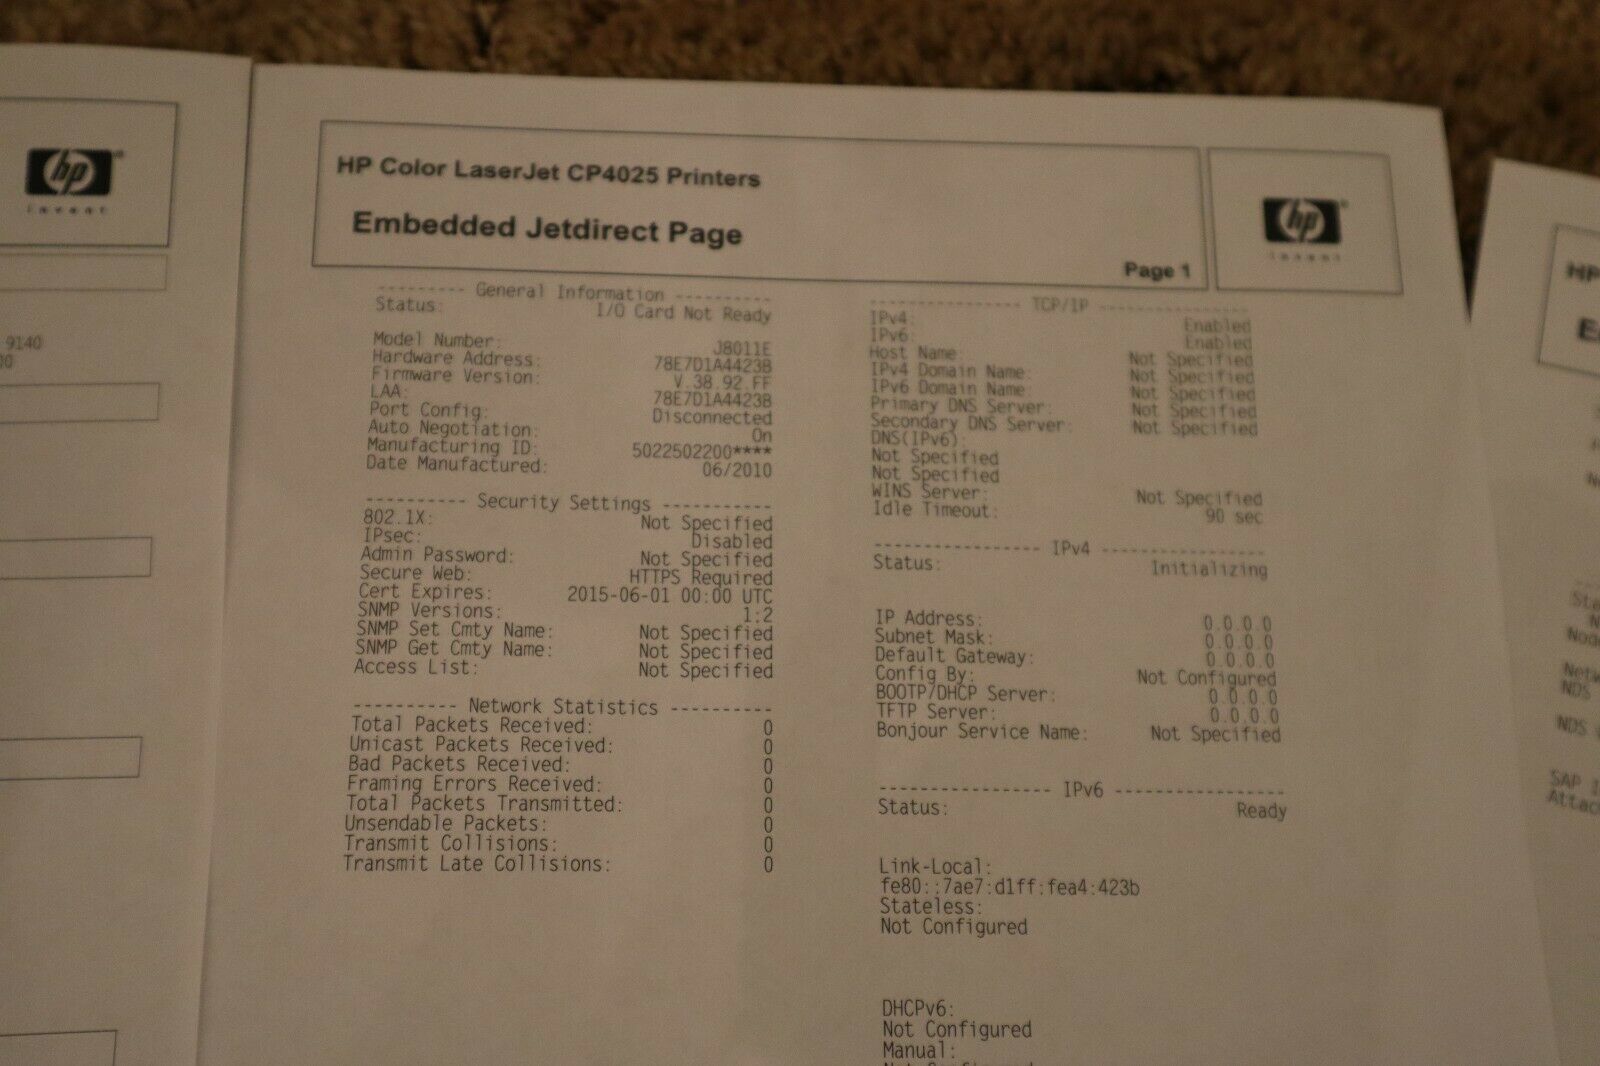 hp
invent
9140
HP Color LaserJet CP4025 Printers
Embedded Jetdirect Page
Page 1
hp
invent
--------- General Information ----------
Status: I/O Card Not Ready
Model Number: J8011E
Hardware Address: 78E7D1A4423B
Firmware Version: V.38.92.FF
LAA: 78E7D1A4423B
Port Config: Disconnected
Auto Negotiation: On
Manufacturing ID: 5022502200****
Date Manufactured: 06/2010
---------- Security Settings -----------
802.1X: Not Specified
IPsec: Disabled
Admin Password: Not Specified
Secure Web: HTTPS Required
Cert Expires: 2015-06-01 00:00 UTC
SNMP Versions: 1;2
SNMP Set Cmty Name: Not Specified
SNMP Get Cmty Name: Not Specified
Access List: Not Specified
---------- Network Statistics ----------
Total Packets Received: 0
Unicast Packets Received: 0
Bad Packets Received: 0
Framing Errors Received: 0
Total Packets Transmitted: 0
Unsendable Packets: 0
Transmit Collisions: 0
Transmit Late Collisions: 0
---------------- TCP/IP ----------------
IPv4: Enabled
IPv6: Enabled
Host Name: Not Specified
IPv4 Domain Name: Not Specified
IPv6 Domain Name: Not Specified
Primary DNS Server: Not Specified
Secondary DNS Server: Not Specified
DNS(IPv6):
Not Specified
Not Specified
WINS Server: Not Specified
Idle Timeout: 90 sec
----------------- IPv4 -----------------
Status: Initializing
IP Address: 0.0.0.0
Subnet Mask: 0.0.0.0
Default Gateway: 0.0.0.0
Config By: Not Configured
BOOTP/DHCP Server: 0.0.0.0
TFTP Server: 0.0.0.0
Bonjour Service Name: Not Specified
----------------- IPv6 -----------------
Status: Ready
Link-Local:
fe80::7ae7:d1ff:fea4:423b
Stateless:
Not Configured
DHCPv6:
Not Configured
Manual:
HP
NDS
NDS
SAP